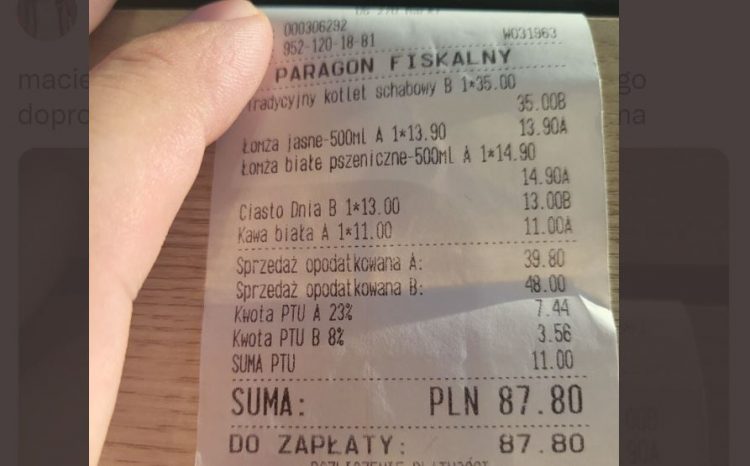 000306292 W031963
952-120-18-81
PARAGON FISKALNY
Tradycyjny kotlet schabowy B 1*35.00
35.00B
Łomża jasne-500ml A 1*13.90 13.90A
Łomża białe pszeniczne-500ml A 1*14.90
14.90A
Ciasto Dnia B 1*13.00 13.00B
Kawa biała A 1*11.00 11.00A
Sprzedaż opodatkowana A: 39.80
Sprzedaż opodatkowana B: 48.00
Kwota PTU A 23% 7.44
Kwota PTU B 8% 3.56
SUMA PTU 11.00
SUMA: PLN 87.80
DO ZAPŁATY: 87.80
macie
dopro